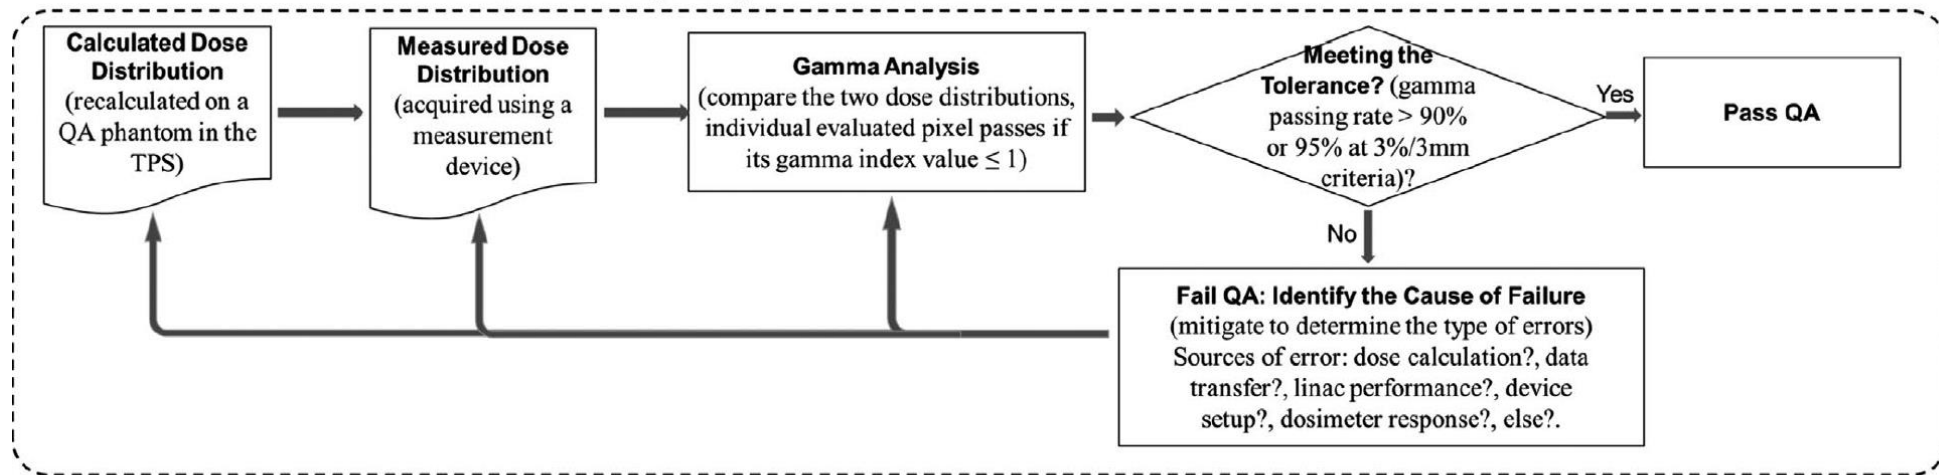 Calculated Dose
Distribution
(recalculated on a
QA phantom in the
TPS)
Measured Dose
Distribution
(acquired using a
measurement
device)
Gamma Analysis
(compare the two dose distributions,
individual evaluated pixel passes if
its gamma index value ≤ 1)
Meeting the
Tolerance? (gamma
passing rate > 90%
or 95% at 3%/3mm
criteria)?
Yes
Pass QA
No
Fail QA: Identify the Cause of Failure
(mitigate to determine the type of errors)
Sources of error: dose calculation?, data
transfer?, linac performance?, device
setup?, dosimeter response?, else?.